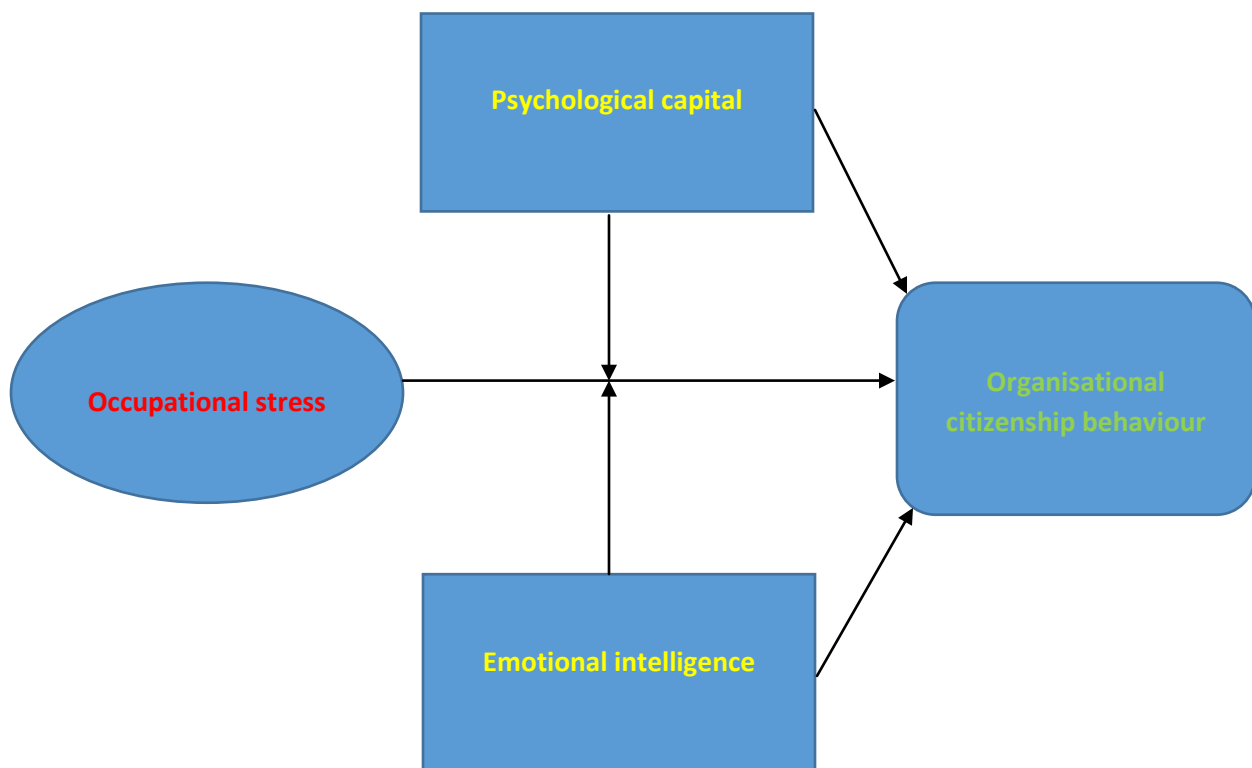 Psychological capital
Occupational stress
Organisational
citizenship behaviour
Emotional intelligence